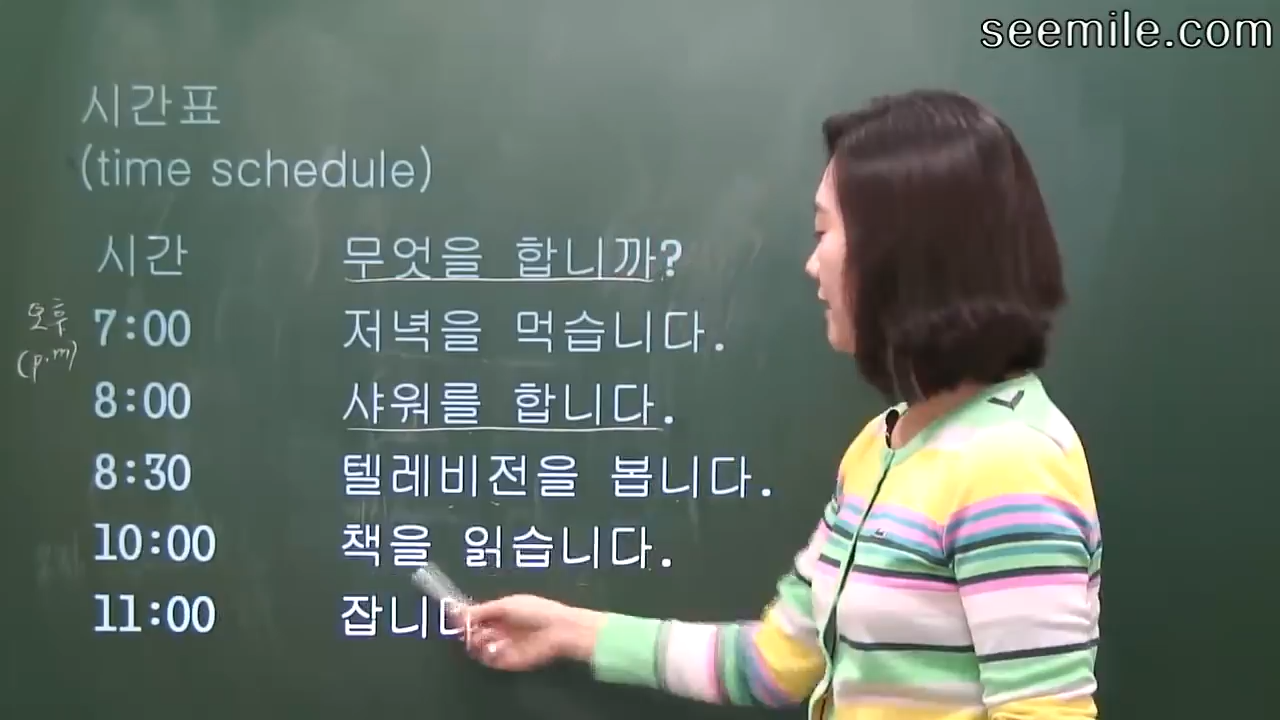 seemile.com
시간표
(time schedule)
시간 무엇을 합니까?
오후 7:00 저녁을 먹습니다.
(p.m)
8:00 샤워를 합니다.
8:30 텔레비전을 봅니다.
10:00 책을 읽습니다.
11:00 잡니다